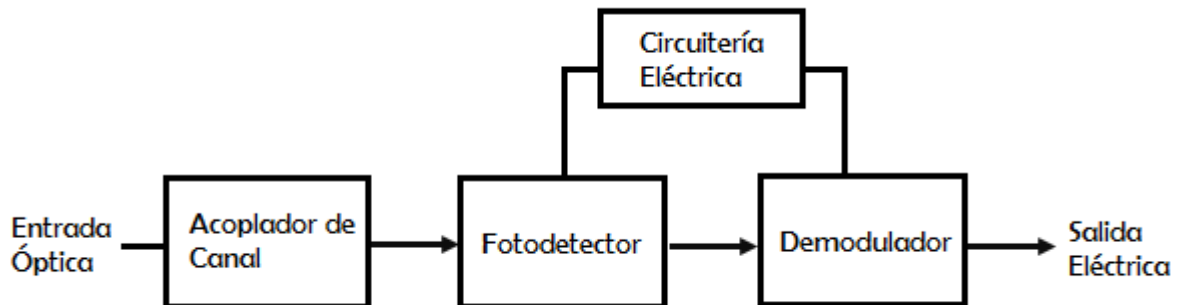 Circuitería
Eléctrica
Entrada
Óptica
Acoplador de
Canal
Fotodetector
Demodulador
Salida
Eléctrica